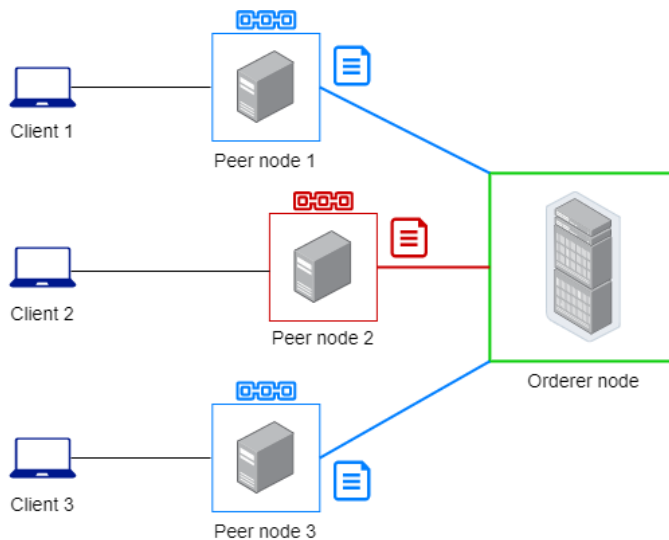 Client 1
Peer node 1
Client 2
Peer node 2
Orderer node
Client 3
Peer node 3